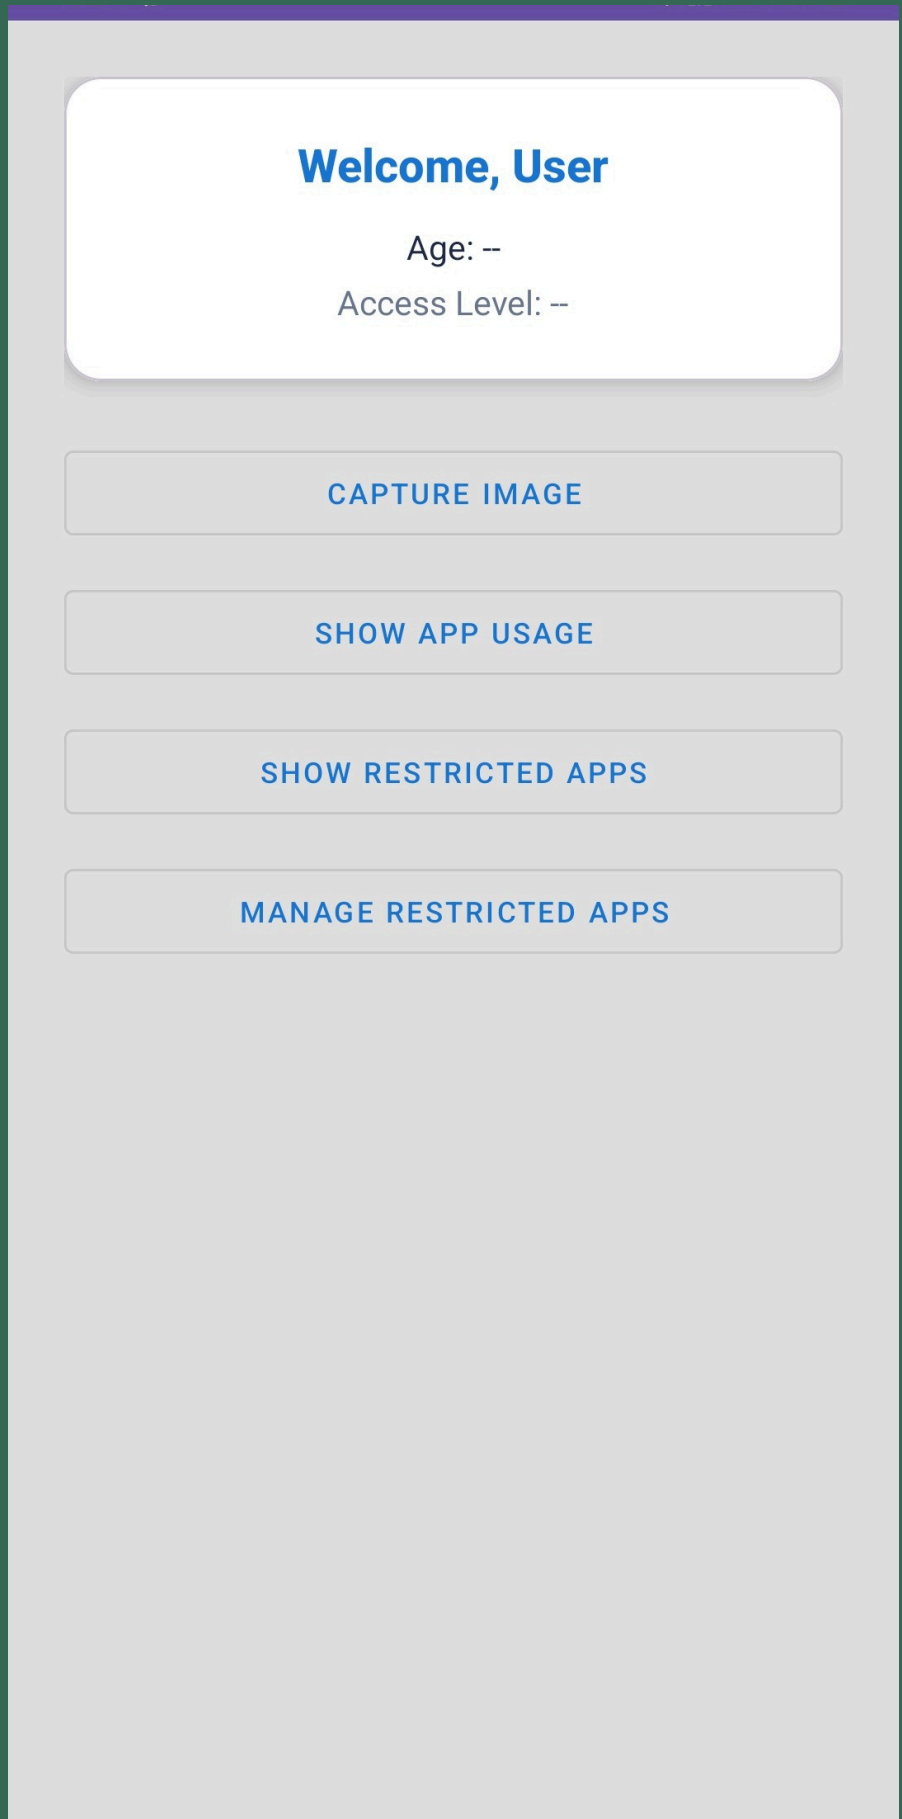 Welcome, User
Age: --
Access Level: --
CAPTURE IMAGE
SHOW APP USAGE
SHOW RESTRICTED APPS
MANAGE RESTRICTED APPS